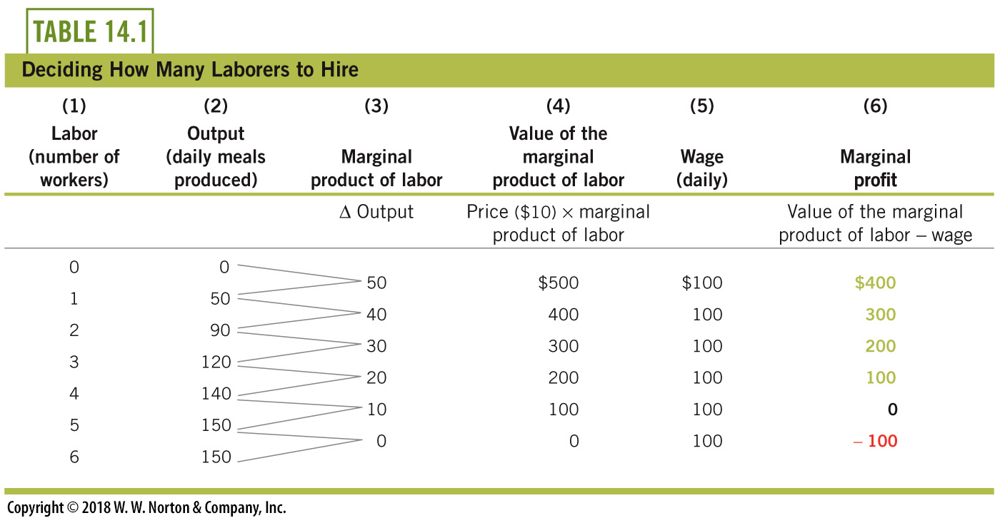 TABLE 14.1
Deciding How Many Laborers to Hire
(1) (2) (3) (4) (5) (6)
Labor Output Value of the
(number of (daily meals Marginal marginal Wage Marginal
workers) produced) product of labor product of labor (daily) profit
Δ Output Price ($10) × marginal Value of the marginal
product of labor product of labor – wage
0 0
50 $500 $100 $400
1 50
40 400 100 300
2 90
30 300 100 200
3 120
20 200 100 100
4 140
10 100 100 0
5 150
0 0 100 – 100
6 150
Copyright © 2018 W. W. Norton & Company, Inc.